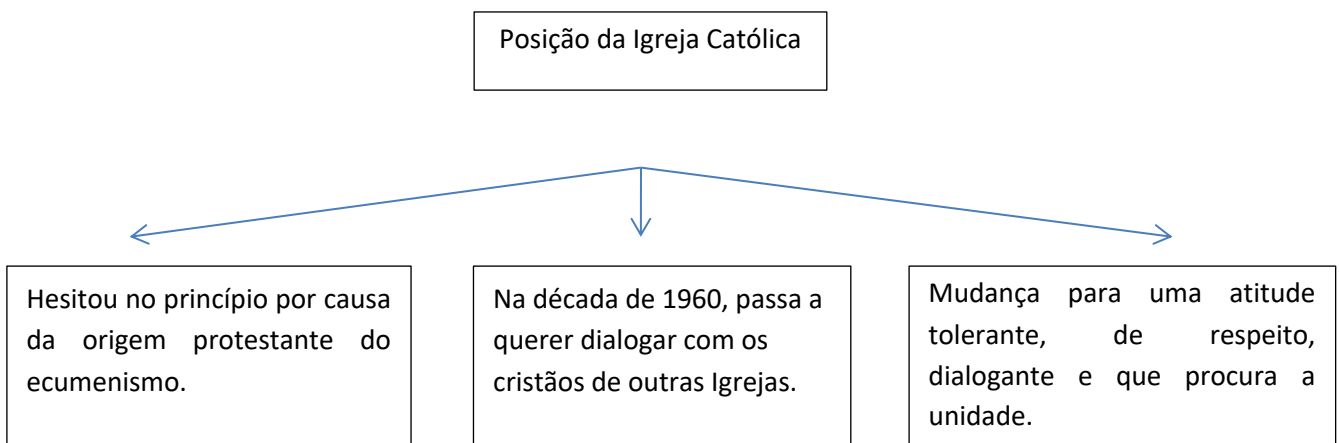 Posição da Igreja Católica
Hesitou no princípio por causa
da origem protestante do
ecumenismo.
Na década de 1960, passa a
querer dialogar com os
cristãos de outras Igrejas.
Mudança para uma atitude
tolerante, de respeito,
dialogante e que procura a
unidade.